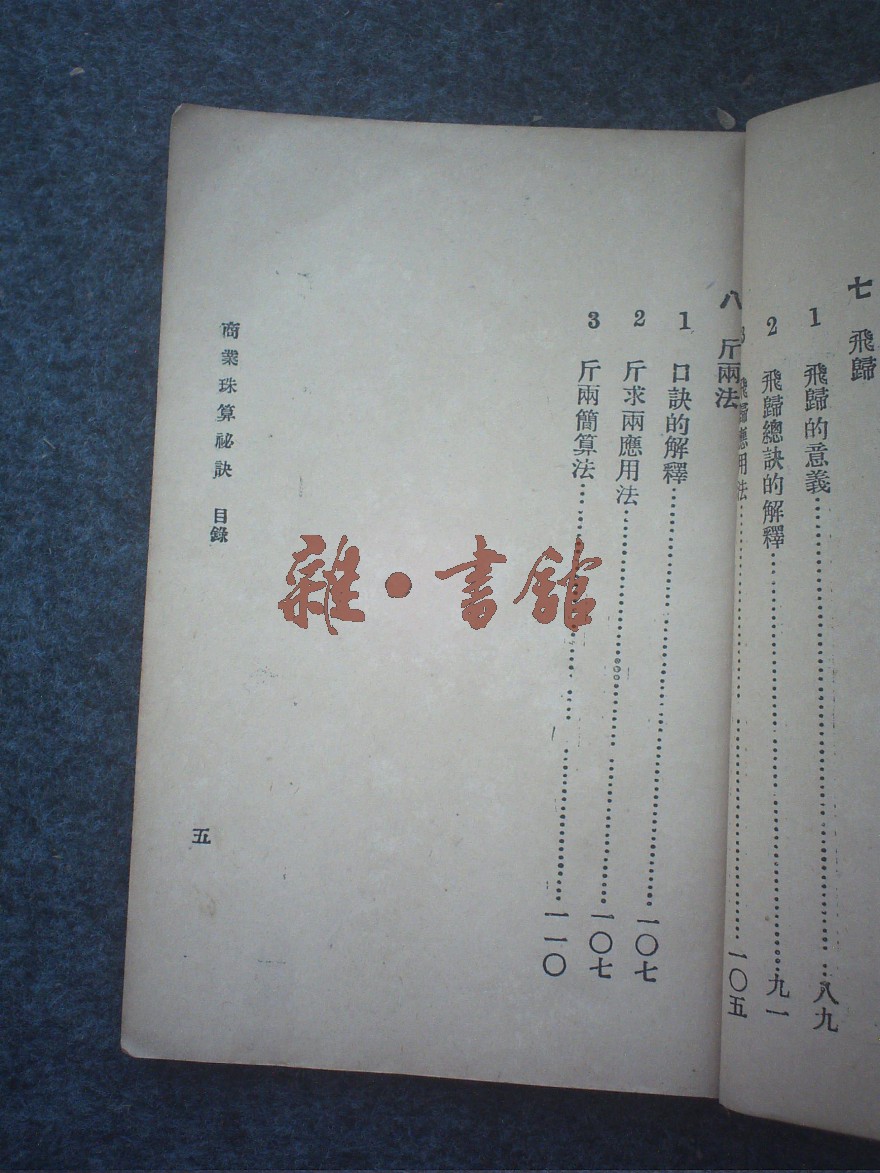 七 飛歸
1 飛歸的意義……八九
2 飛歸總訣的解釋……九一
3 飛歸應用法……一〇五
八 斤兩法
1 口訣的解釋……一〇七
2 斤求兩應用法……一〇七
3 斤兩簡算法……一一〇
商業珠算祕訣 目錄
五
雜·書館